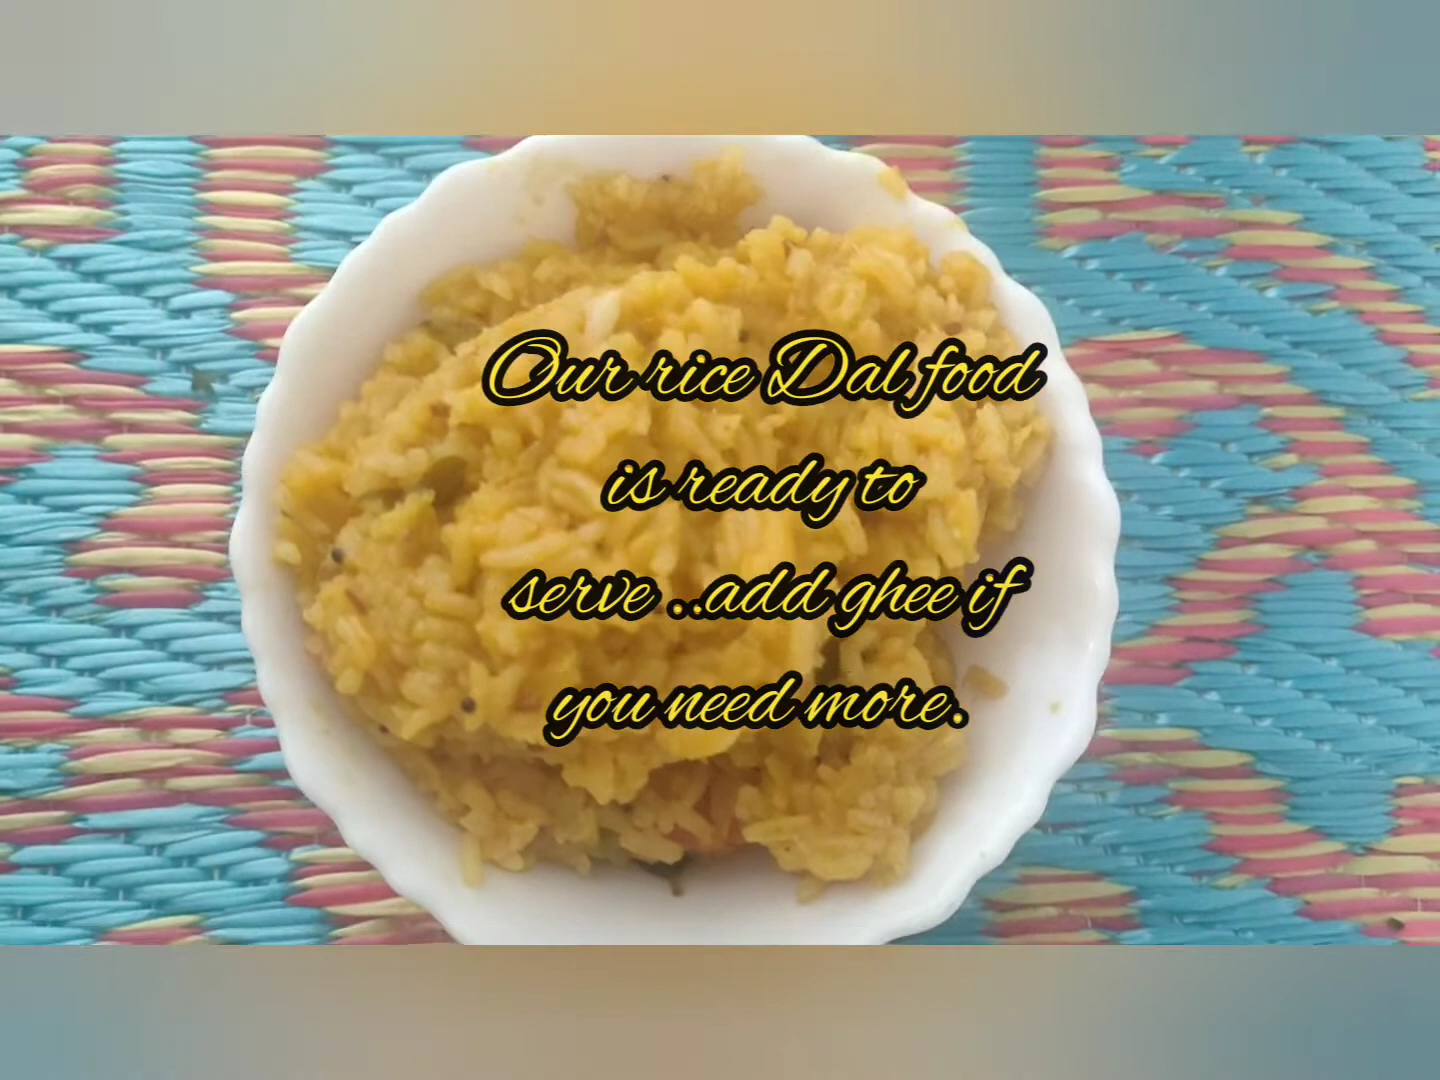 Our rice Dal food
is ready to
serve ..add ghee if
you need more.